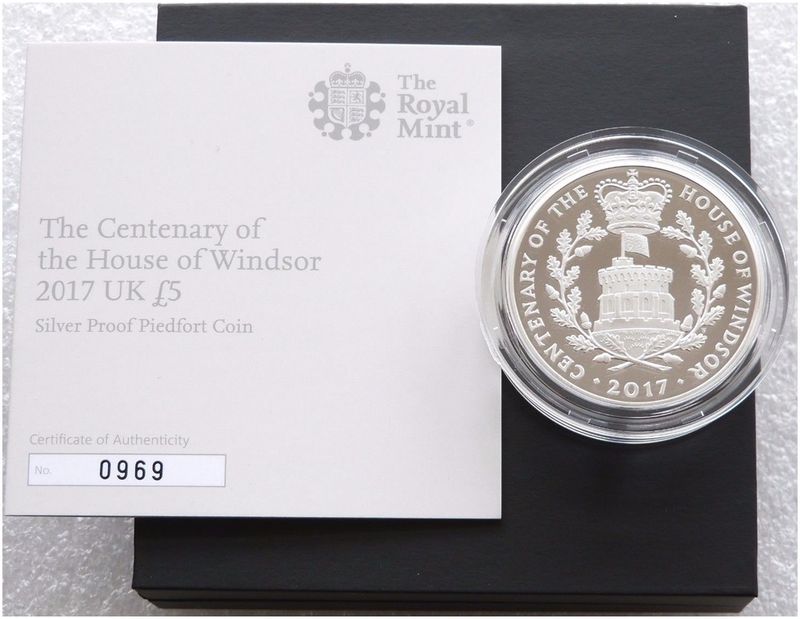 The
Royal
Mint®
The Centenary of
the House of Windsor
2017 UK £5
Silver Proof Piedfort Coin
Certificate of Authenticity
No. 0969
CENTENARY OF THE HOUSE OF WINDSOR
· 2017 ·